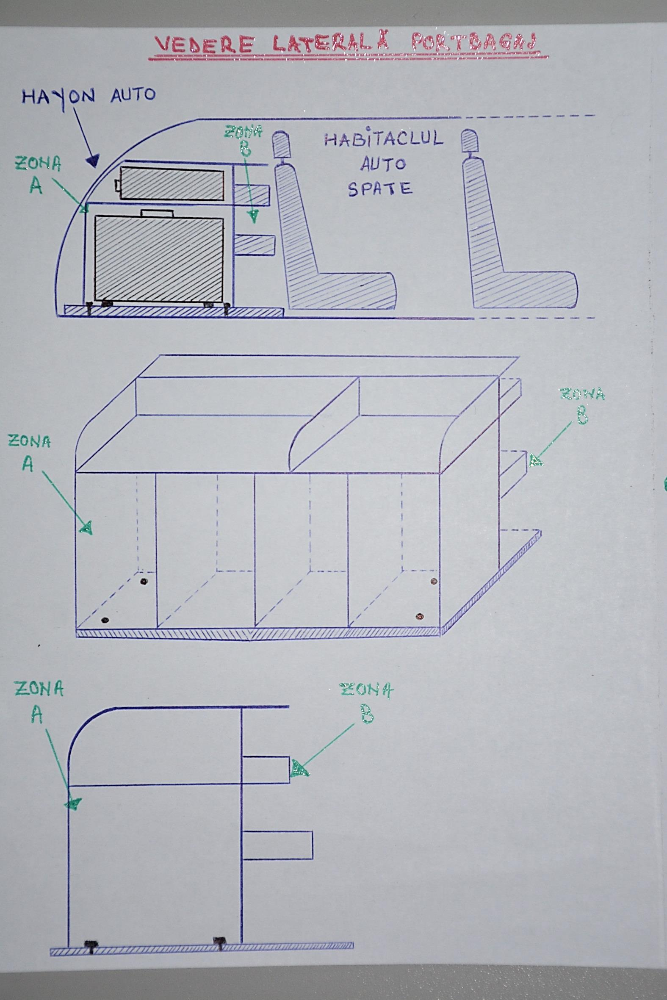 VEDERE LATERALĂ PORTBAGAJ
HAYON AUTO
ZONA
B
HABITACLUL
AUTO
SPATE
ZONA
A
ZONA
B
ZONA
A
ZONA
A
ZONA
B